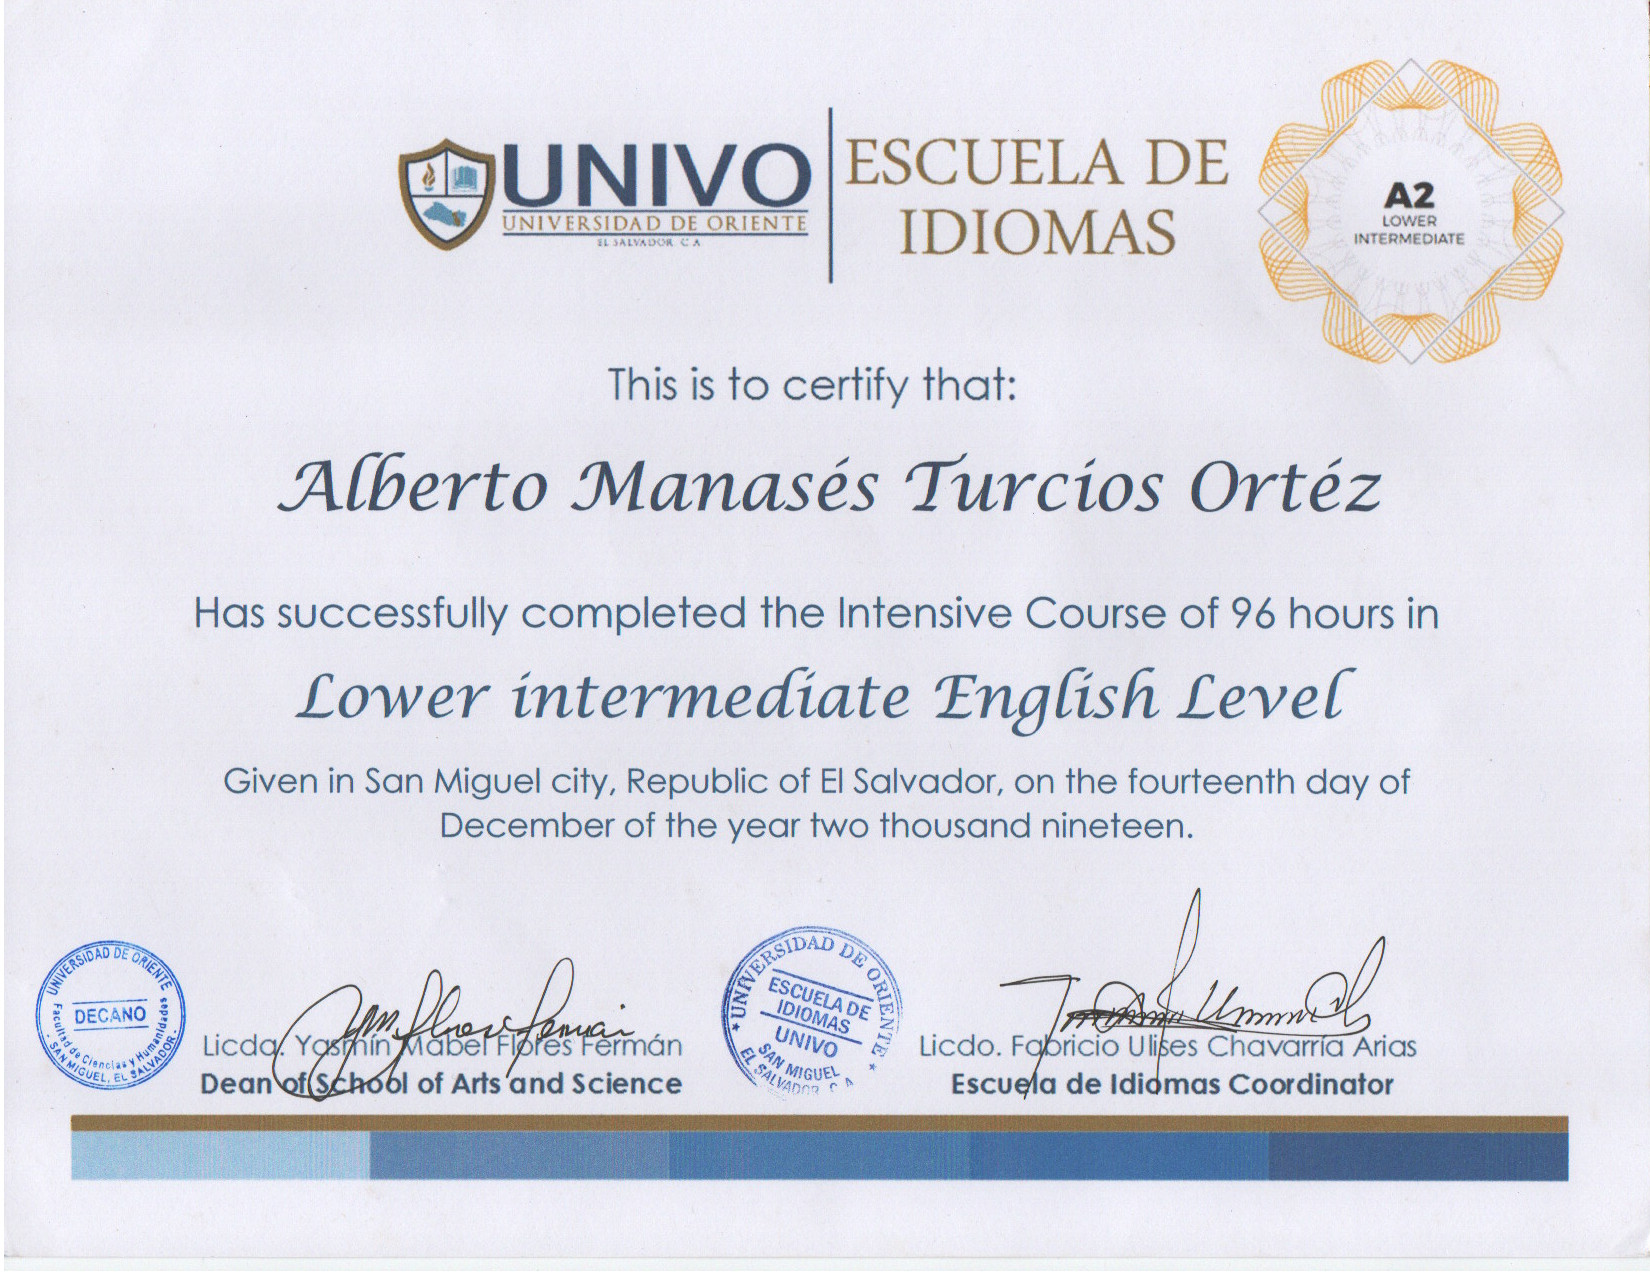 UNIVO
UNIVERSIDAD DE ORIENTE
EL SALVADOR, C.A
ESCUELA DE
IDIOMAS
A2
LOWER
INTERMEDIATE
This is to certify that:
Alberto Manasés Turcios Ortéz
Has successfully completed the Intensive Course of 96 hours in
Lower intermediate English Level
Given in San Miguel city, Republic of El Salvador, on the fourteenth day of
December of the year two thousand nineteen.
UNIVERSIDAD DE ORIENTE
DECANO
Facultad de Ciencias y Humanidades
SAN MIGUEL, EL SALVADOR.
Licda. Yasmín Mabel Flores Fermán
Dean of School of Arts and Science
UNIVERSIDAD DE ORIENTE
ESCUELA DE
IDIOMAS
UNIVO
SAN MIGUEL
EL SALVADOR C A
Licdo. Fabricio Ulises Chavarría Arias
Escuela de Idiomas Coordinator